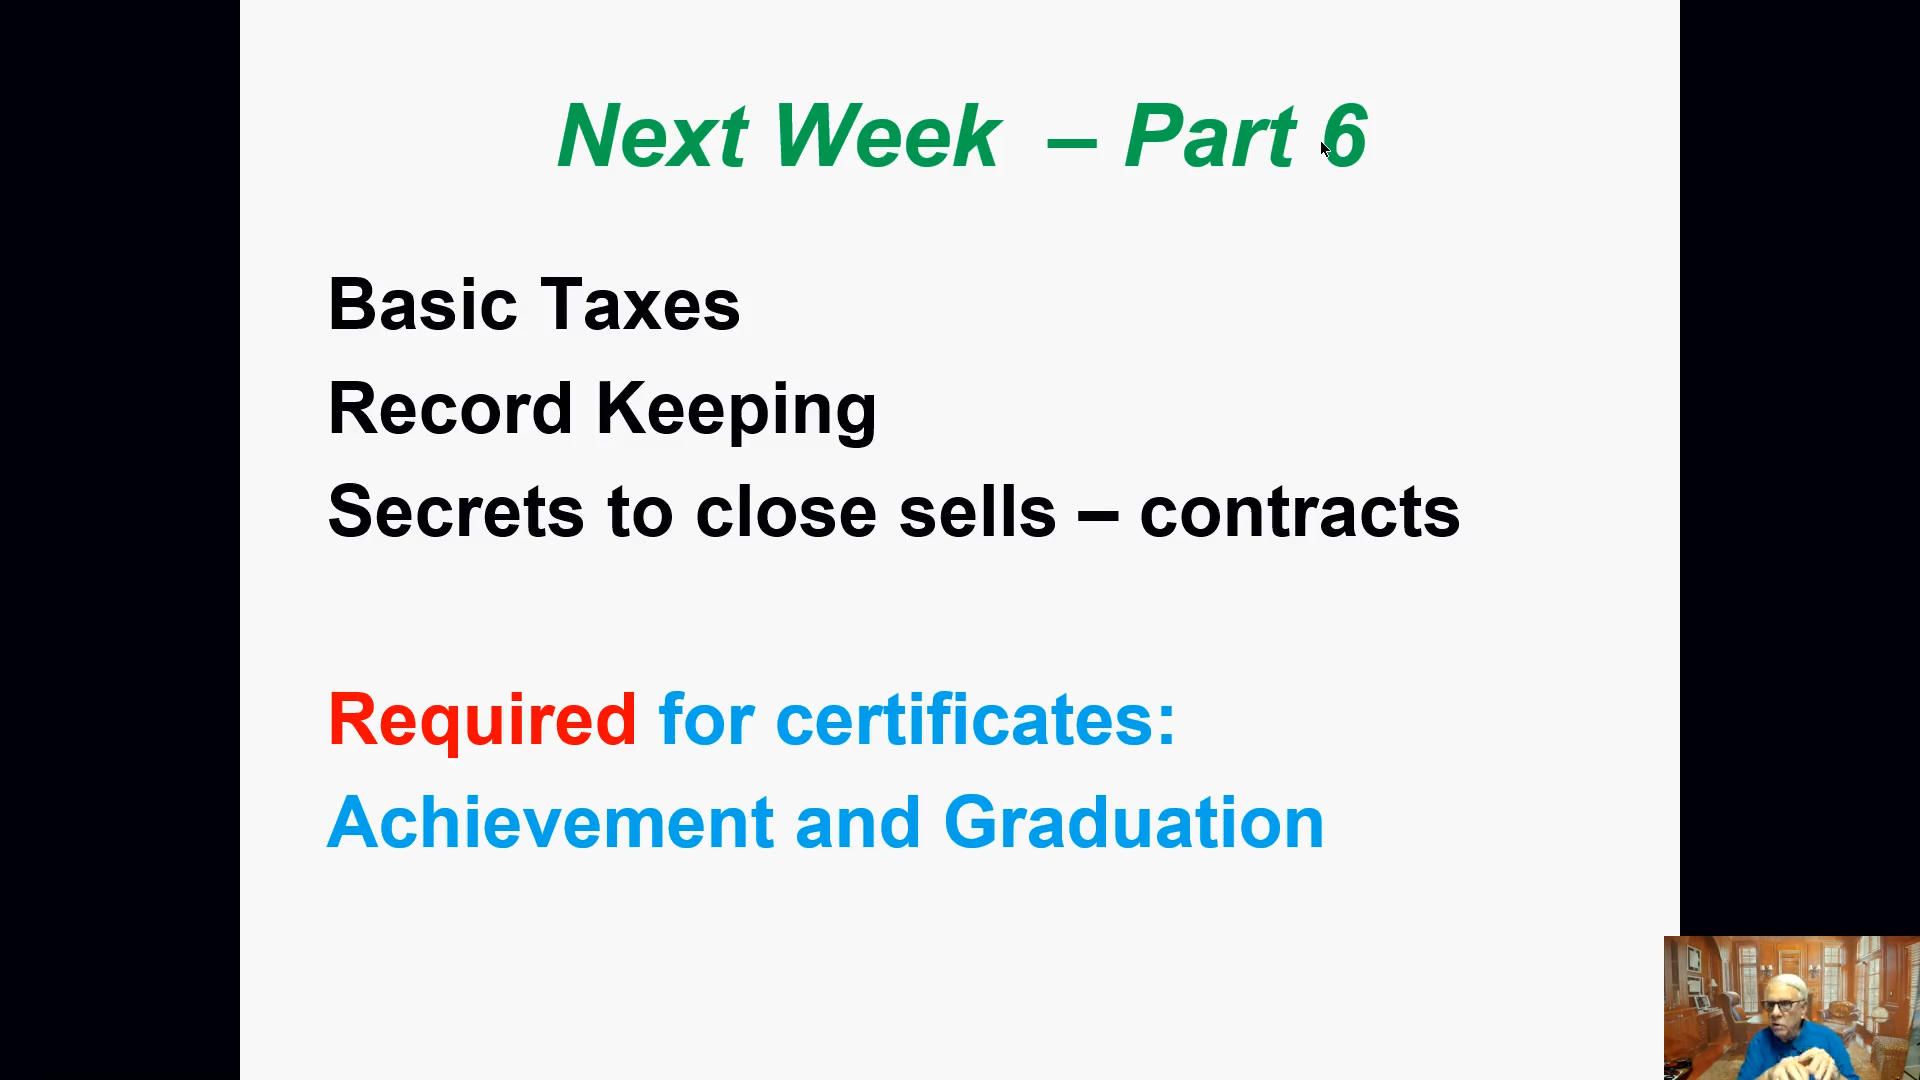 Next Week – Part 6
Basic Taxes
Record Keeping
Secrets to close sells – contracts
Required for certificates:
Achievement and Graduation